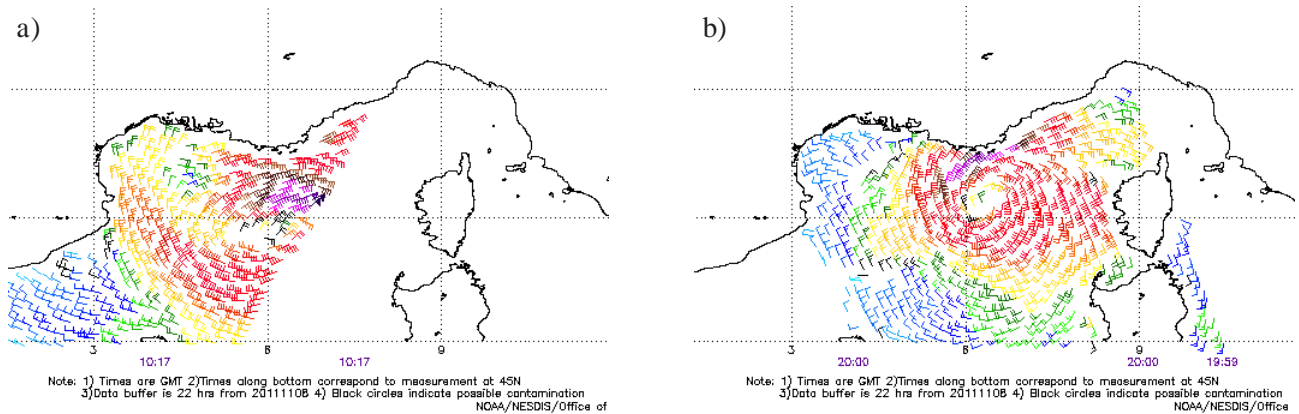 a)
3 6 9
10:17 10:17
Note: 1) Times are GMT 2)Times along bottom correspond to measurement at 45N
3)Data buffer is 22 hrs from 20111108 4) Black circles indicate possible contamination
NOAA/NESDIS/Office of
b)
3 6 9
20:00 20:00 19:59
Note: 1) Times are GMT 2)Times along bottom correspond to measurement at 45N
3)Data buffer is 22 hrs from 20111108 4) Black circles indicate possible contamination
NOAA/NESDIS/Office of